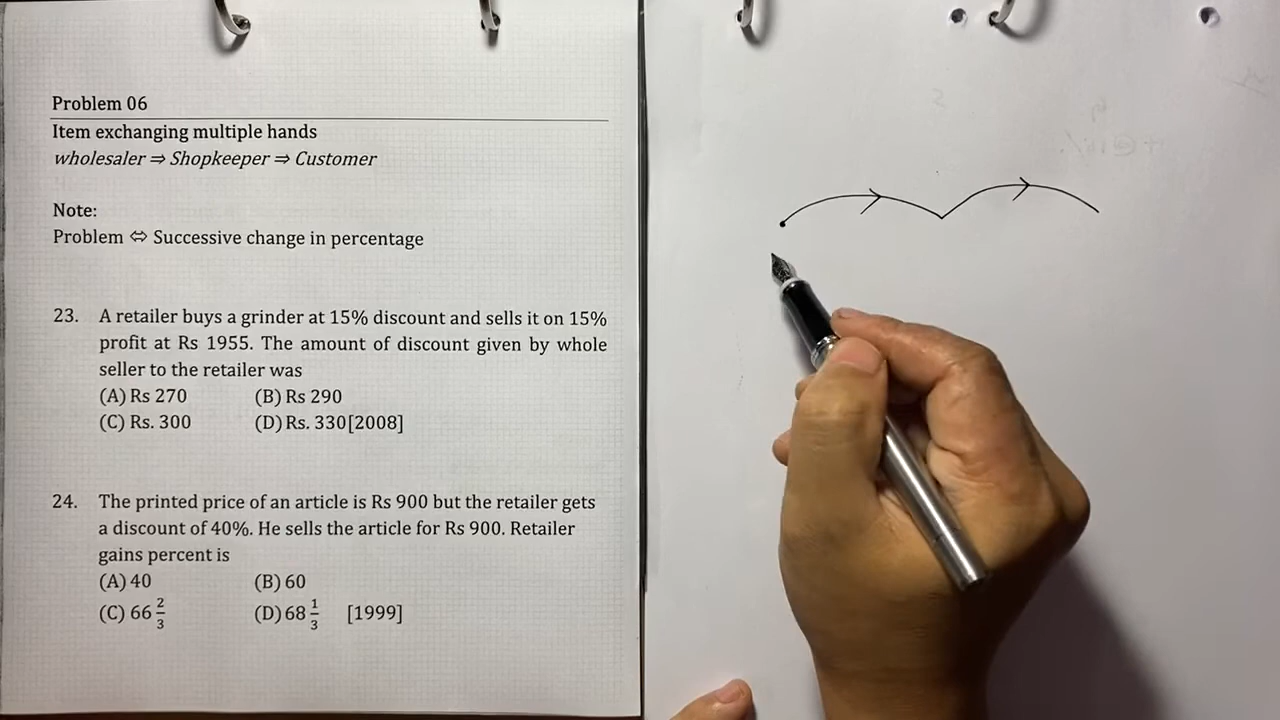 Problem 06
Item exchanging multiple hands
wholesaler ⇒ Shopkeeper ⇒ Customer
Note:
Problem ⇔ Successive change in percentage
23. A retailer buys a grinder at 15% discount and sells it on 15%
profit at Rs 1955. The amount of discount given by whole
seller to the retailer was
(A) Rs 270 (B) Rs 290
(C) Rs. 300 (D) Rs. 330[2008]
24. The printed price of an article is Rs 900 but the retailer gets
a discount of 40%. He sells the article for Rs 900. Retailer
gains percent is
(A) 40 (B) 60
(C) 66 2/3 (D) 68 1/3 [1999]